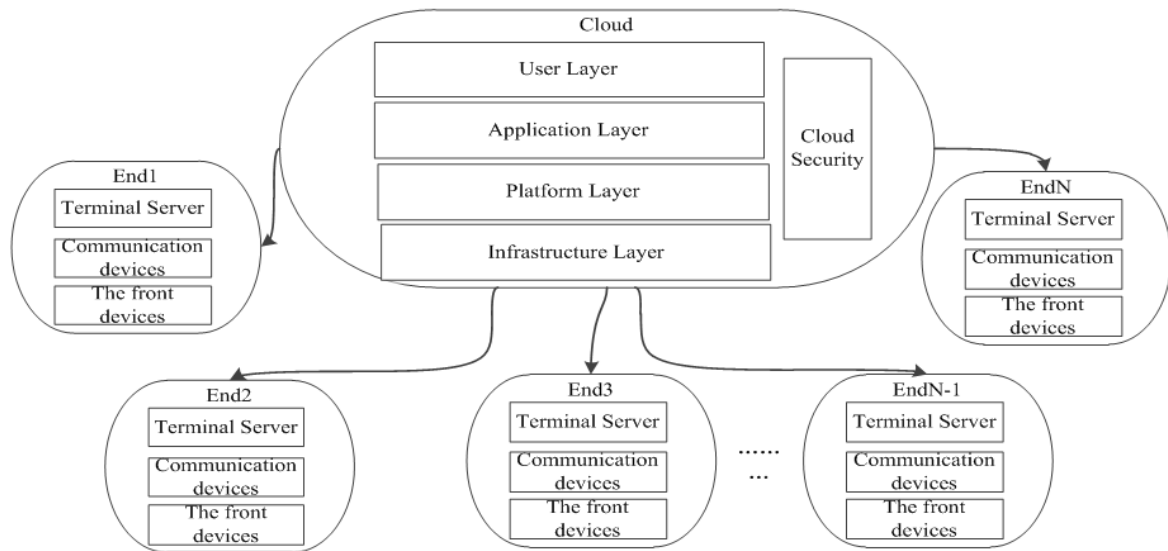 Cloud
User Layer
Application Layer
Platform Layer
Infrastructure Layer
Cloud
Security
End1
Terminal Server
Communication
devices
The front
devices
EndN
Terminal Server
Communication
devices
The front
devices
End2
Terminal Server
Communication
devices
The front
devices
End3
Terminal Server
Communication
devices
The front
devices
......
...
EndN-1
Terminal Server
Communication
devices
The front
devices